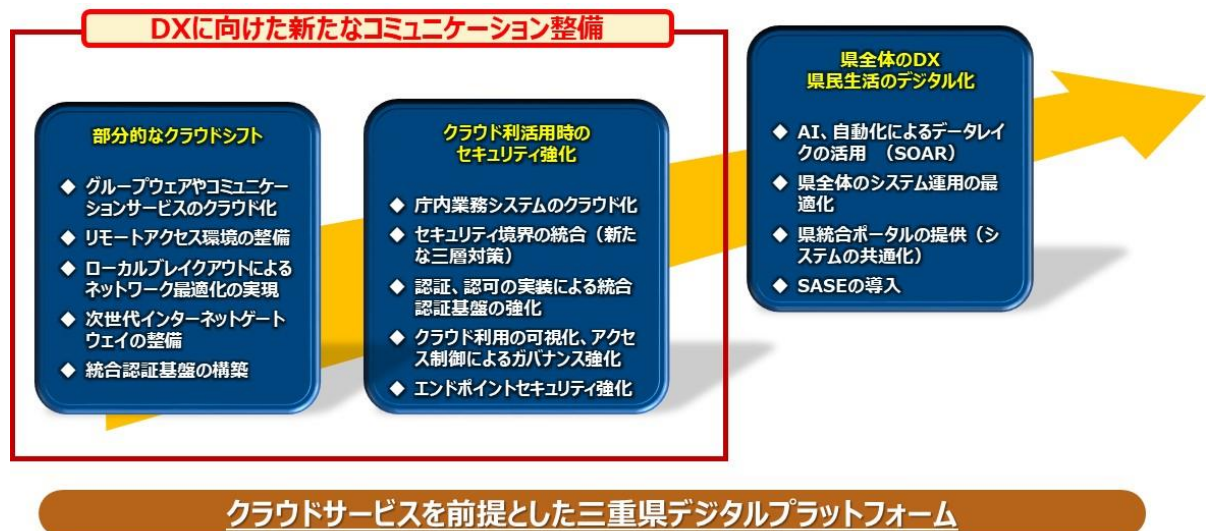 DXに向けた新たなコミュニケーション整備
部分的なクラウドシフト
◆ グループウェアやコミュニケー
ションサービスのクラウド化
◆ リモートアクセス環境の整備
◆ ローカルブレイクアウトによる
ネットワーク最適化の実現
◆ 次世代インターネットゲート
ウェイの整備
◆ 統合認証基盤の構築
クラウド利活用時の
セキュリティ強化
◆ 庁内業務システムのクラウド化
◆ セキュリティ境界の統合（新た
な三層対策）
◆ 認証、認可の実装による統合
認証基盤の強化
◆ クラウド利用の可視化、アクセ
ス制御によるガバナンス強化
◆ エンドポイントセキュリティ強化
県全体のDX
県民生活のデジタル化
◆ AI、自動化によるデータレイ
クの活用 （SOAR）
◆ 県全体のシステム運用の最
適化
◆ 県統合ポータルの提供（シ
ステムの共通化）
◆ SASEの導入
クラウドサービスを前提とした三重県デジタルプラットフォーム